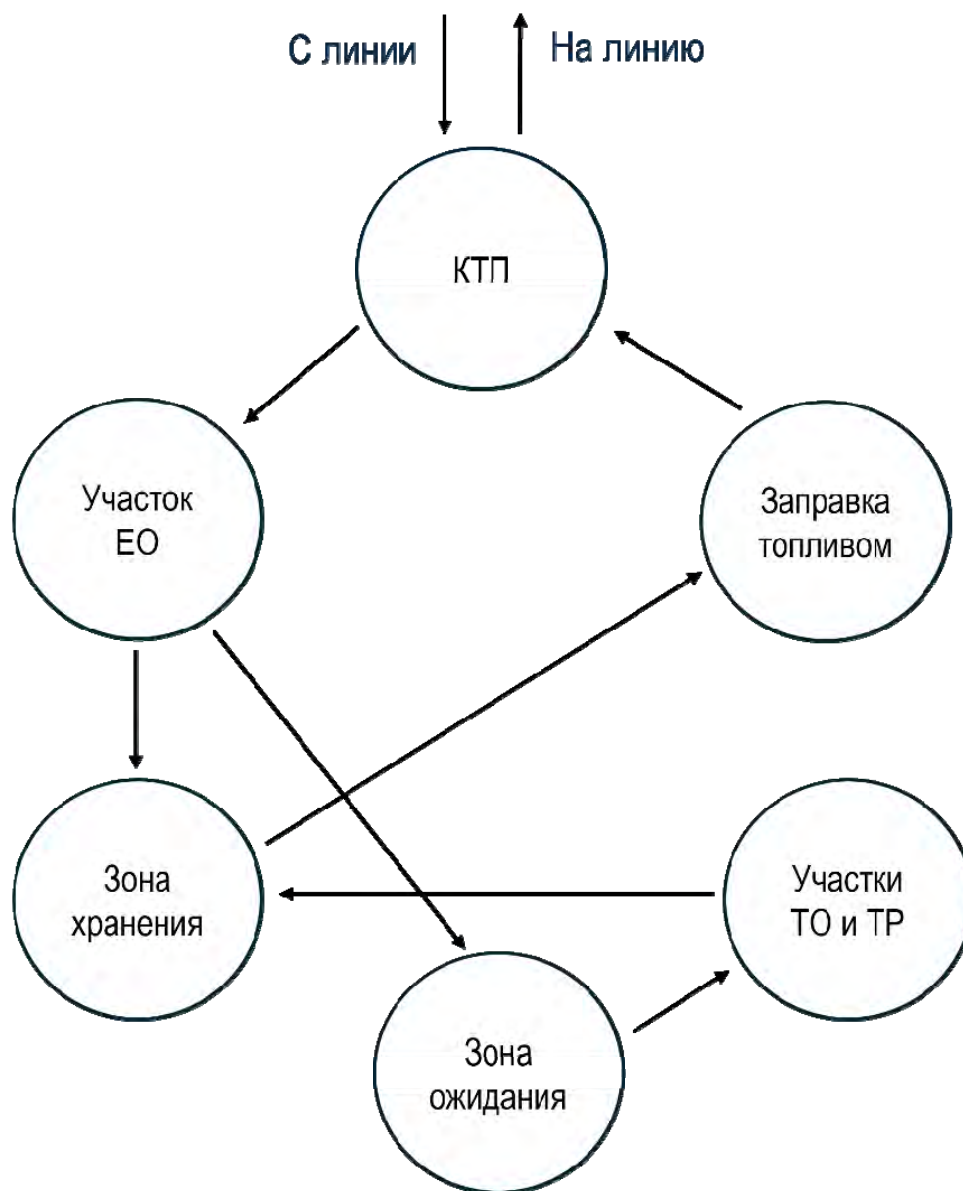 С линии
На линию
КТП
Участок
ЕО
Заправка
топливом
Зона
хранения
Участки
ТО и ТР
Зона
ожидания